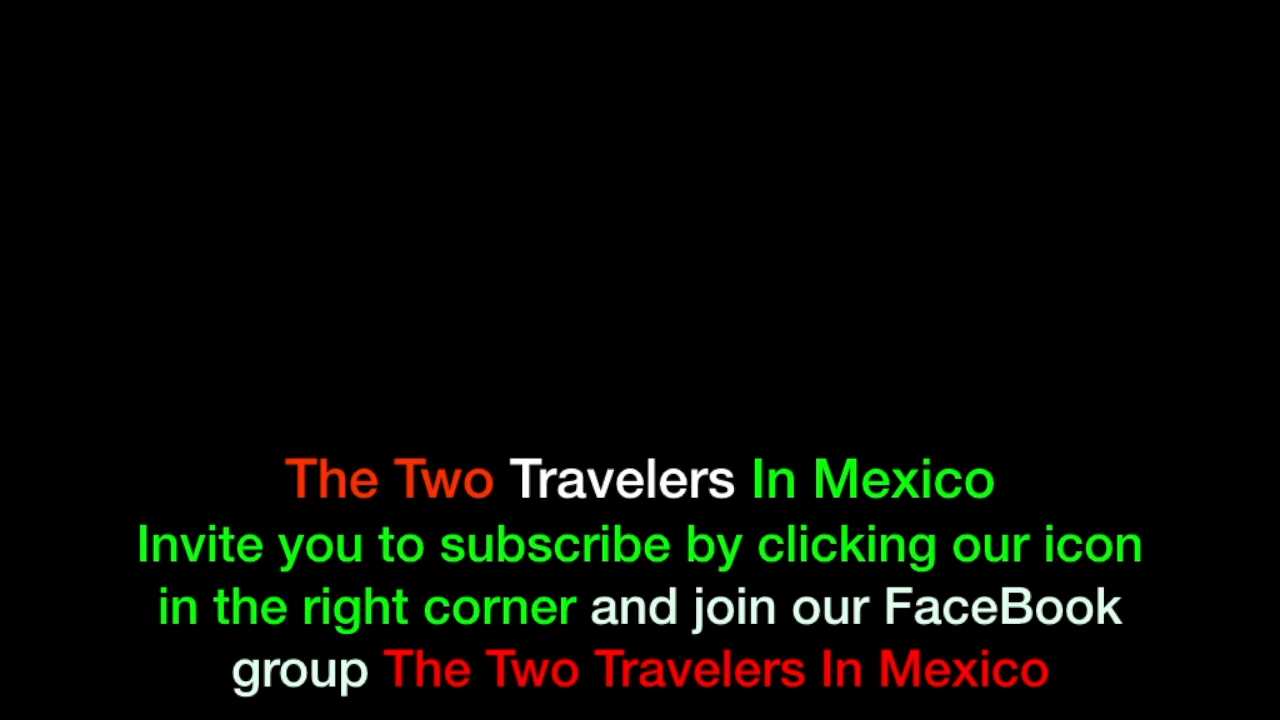 The Two Travelers In Mexico
Invite you to subscribe by clicking our icon
in the right corner and join our FaceBook
group The Two Travelers In Mexico